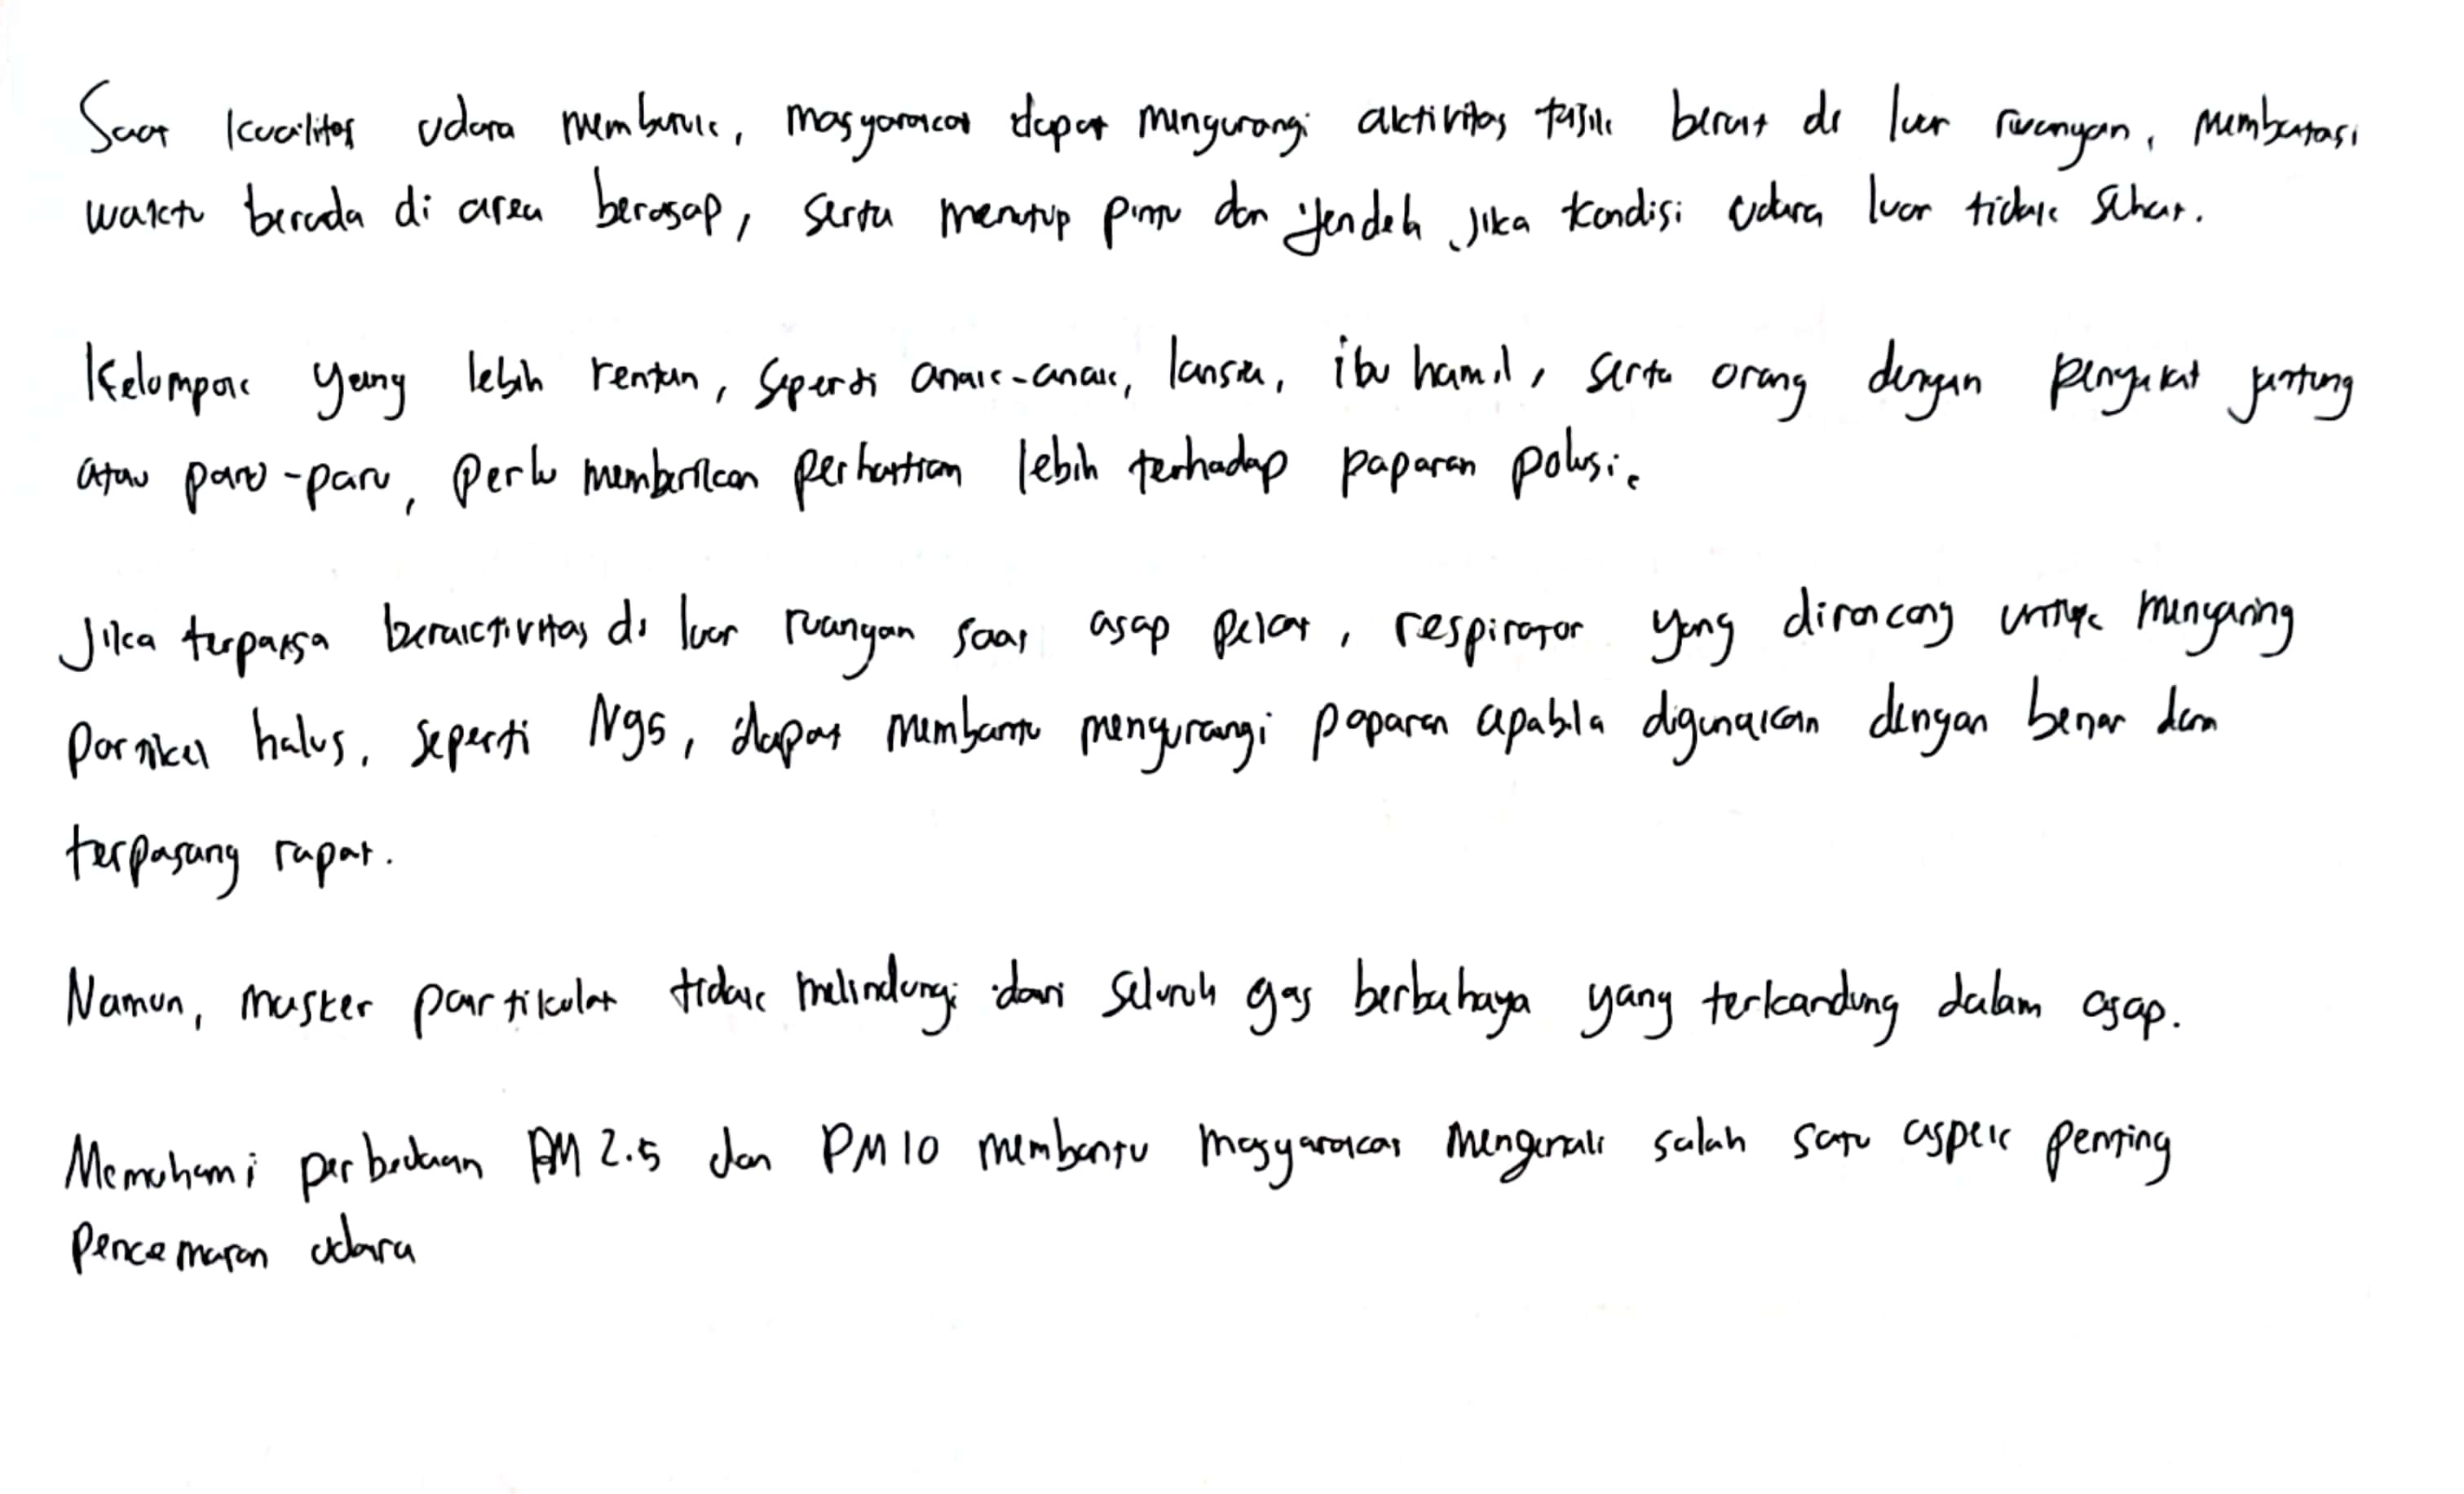 Saat kualitas udara memburuk, masyarakat dapat mengurangi aktivitas fisik berat di luar ruangan, membatasi
waktu berada di area berasap, serta menutup pintu dan jendela jika kondisi udara luar tidak sehat.
Kelompok yang lebih rentan, seperti anak-anak, lansia, ibu hamil, serta orang dengan penyakit jantung
atau paru-paru, perlu memberikan perhatian lebih terhadap paparan polusi.
Jika terpaksa beraktivitas di luar ruangan saat asap pekat, respirator yang dirancang untuk menyaring
partikel halus, seperti N95, dapat membantu mengurangi paparan apabila digunakan dengan benar dan
terpasang rapat.
Namun, masker partikulat tidak melindungi dari seluruh gas berbahaya yang terkandung dalam asap.
Memahami perbedaan PM 2.5 dan PM10 membantu masyarakat mengenali salah satu aspek penting
pencemaran udara